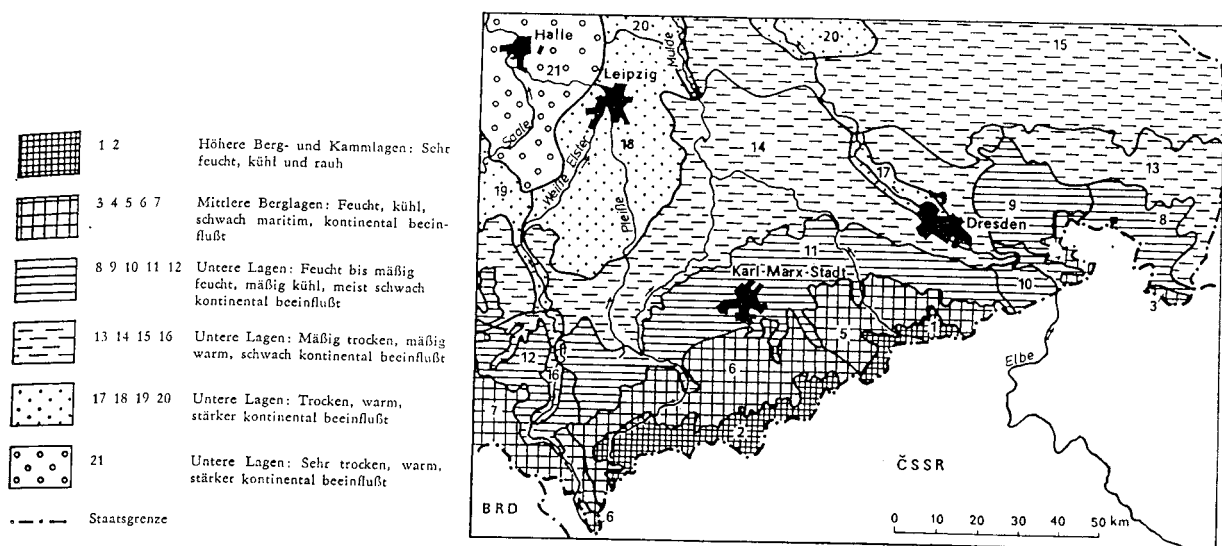 1 2 Höhere Berg- und Kammlagen: Sehr
feucht, kühl und rauh
3 4 5 6 7 Mittlere Berglagen: Feucht, kühl,
schwach maritim, kontinental beein-
flußt
8 9 10 11 12 Untere Lagen: Feucht bis mäßig
feucht, mäßig kühl, meist schwach
kontinental beeinflußt
13 14 15 16 Untere Lagen: Mäßig trocken, mäßig
warm, schwach kontinental beeinflußt
17 18 19 20 Untere Lagen: Trocken, warm,
stärker kontinental beeinflußt
21 Untere Lagen: Sehr trocken, warm,
stärker kontinental beeinflußt
Staatsgrenze
20
Halle
Mulde
20
15
21
Leipzig
Saale
Weiße Elster
18
14
17
13
19
Pleiße
9
8
Dresden
11
Karl-Marx-Stadt
10
3
1
5
12
16
6
Elbe
7
2
ČSSR
BRD
6
0 10 20 30 40 50 km